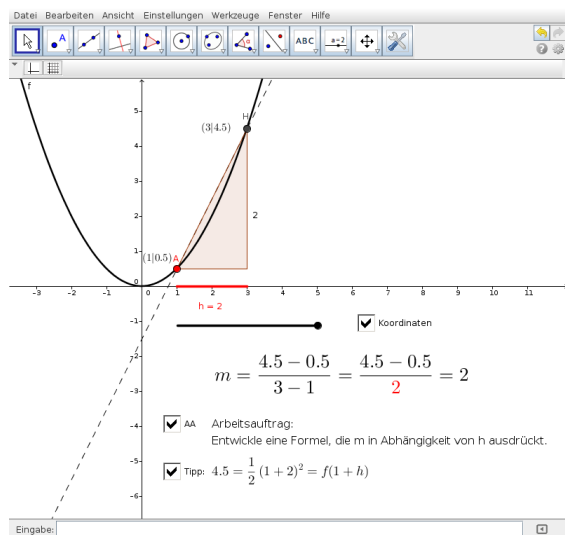 Datei Bearbeiten Ansicht Einstellungen Werkzeuge Fenster Hilfe
A ABC a=2
f
5
H
(3|4.5)
4
3
2
2
1
(1|0.5) A
0
-3 -2 -1 0 1 2 3 4 5 6 7 8 9 10 11
h = 2
-1
Koordinaten
-2
m = \frac{4.5 - 0.5}{3 - 1} = \frac{4.5 - 0.5}{2} = 2
-3
-4
AA Arbeitsauftrag:
Entwickle eine Formel, die m in Abhängigkeit von h ausdrückt.
-5
Tipp: 4.5 = \frac{1}{2} (1 + 2)^2 = f(1 + h)
-6
Eingabe: